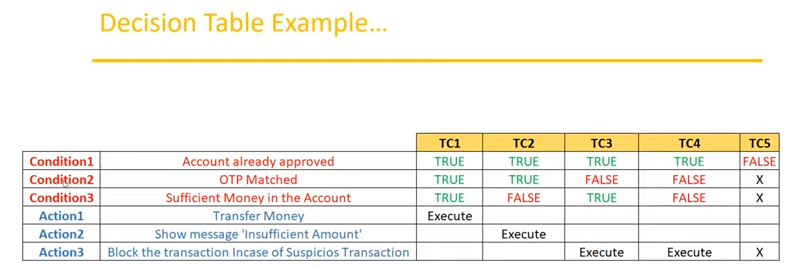 Decision Table Example...
TC1 TC2 TC3 TC4 TC5
Condition1 Account already approved TRUE TRUE TRUE TRUE FALSE
Condition2 OTP Matched TRUE TRUE FALSE FALSE X
Condition3 Sufficient Money in the Account TRUE FALSE TRUE FALSE X
Action1 Transfer Money Execute
Action2 Show message 'Insufficient Amount' Execute
Action3 Block the transaction Incase of Suspicios Transaction Execute Execute X